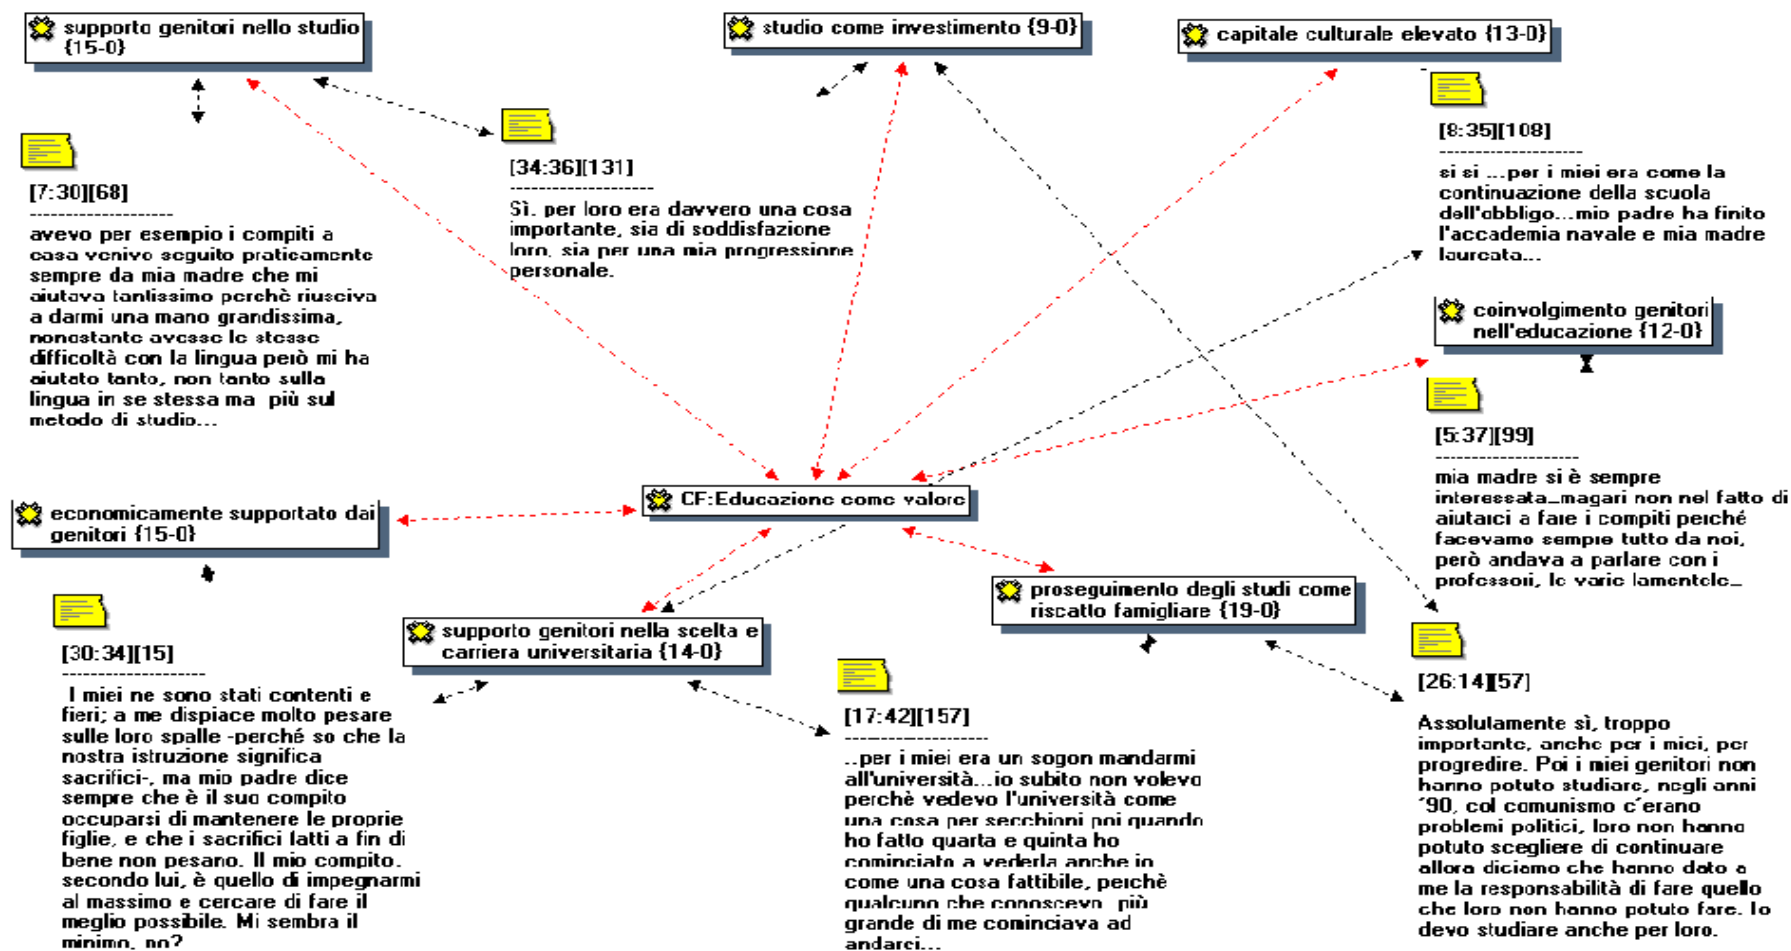 supporto genitori nello studio
{15-0}
studio come investimento {9-0}
capitale culturale elevato {13-0}
[7:30][68]
--------------------
avevo per esempio i compiti a
casa venivo seguito praticamente
sempre da mia madre che mi
aiutava tantissimo perchè riusciva
a darmi una mano grandissima,
nonostante avesse le stesse
difficoltà con la lingua però mi ha
aiutato tanto, non tanto sulla
lingua in se stessa ma più sul
metodo di studio...
[34:36][131]
--------------------
Sì. per loro era davvero una cosa
importante, sia di soddisfazione
loro, sia per una mia progressione
personale.
[8:35][108]
--------------------
si si ...per i miei era come la
continuazione della scuola
dell'obbligo...mio padre ha finito
l'accademia navale e mia madre
laureata...
coinvolgimento genitori
nell'educazione {12-0}
[5:37][99]
--------------------
mia madre si è sempre
interessata_magari non nel fatto di
aiutarci a fare i compiti perché
facevamo sempre tutto da noi,
però andava a parlare con i
professori, le varie lamentele_
CF:Educazione come valore
economicamente supportato dai
genitori {15-0}
proseguimento degli studi come
riscatto famigliare {19-0}
supporto genitori nella scelta e
carriera universitaria {14-0}
[30:34][15]
--------------------
I miei ne sono stati contenti e
fieri; a me dispiace molto pesare
sulle loro spalle -perché so che la
nostra istruzione significa
sacrifici-, ma mio padre dice
sempre che è il suo compito
occuparsi di mantenere le proprie
figlie, e che i sacrifici fatti a fin di
bene non pesano. Il mio compito.
secondo lui, è quello di impegnarmi
al massimo e cercare di fare il
meglio possibile. Mi sembra il
minimo, no?
[17:42][157]
--------------------
..per i miei era un sogon mandarmi
all'università...io subito non volevo
perchè vedevo l'università come
una cosa per secchioni poi quando
ho fatto quarta e quinta ho
cominciato a vederla anche io
come una cosa fattibile, perchè
qualcuno che conoscevo più
grande di me cominciava ad
andarci...
[26:14][57]
Assolutamente sì, troppo
importante, anche per i miei, per
progredire. Poi i miei genitori non
hanno potuto studiare, negli anni
´90, col comunismo c´erano
problemi politici, loro non hanno
potuto scegliere di continuare
allora diciamo che hanno dato a
me la responsabilità di fare quello
che loro non hanno potuto fare. Io
devo studiare anche per loro.